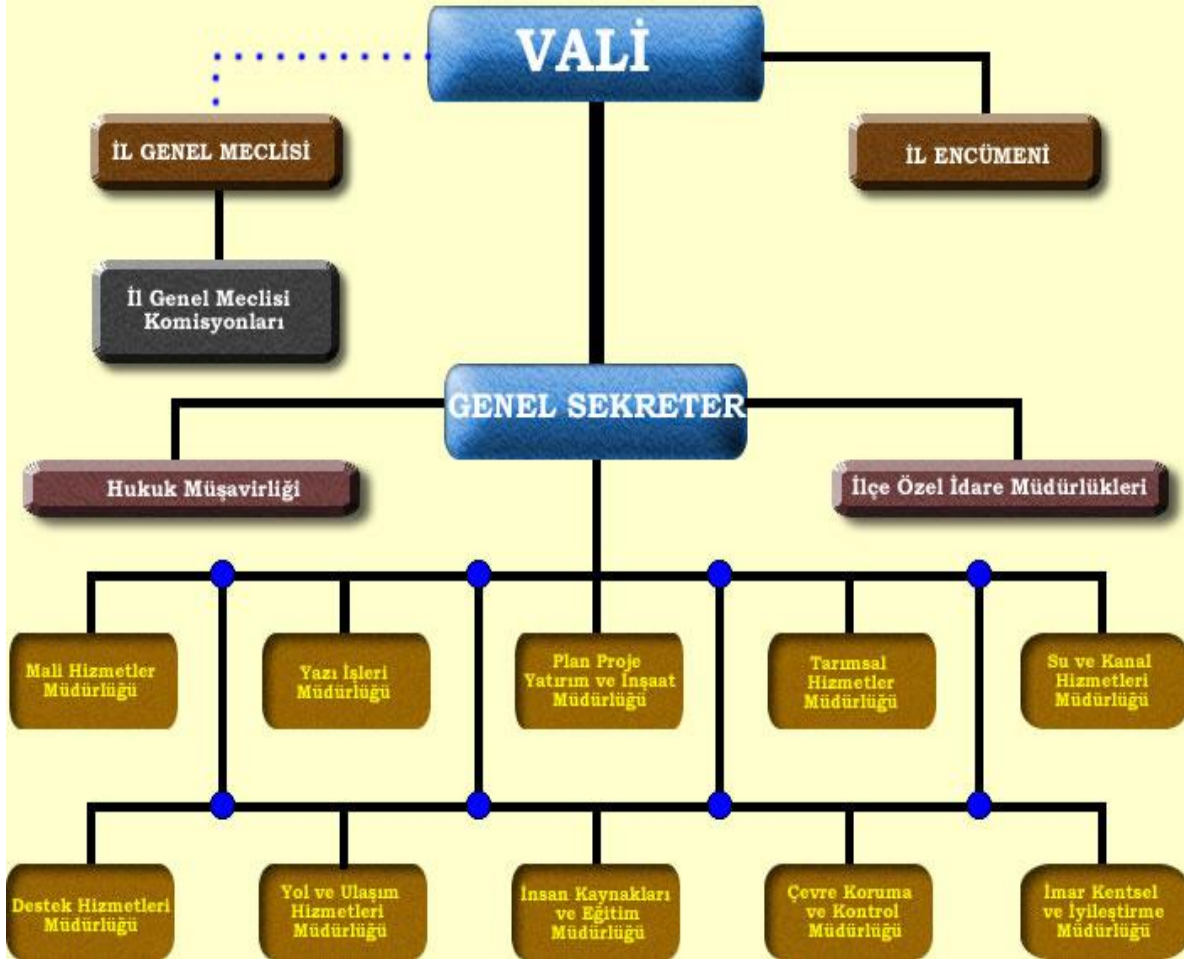 VALİ
İL GENEL MECLİSİ
İL ENCÜMENİ
İl Genel Meclisi
Komisyonları
GENEL SEKRETER
Hukuk Müşavirliği
İlçe Özel İdare Müdürlükleri
Mali Hizmetler
Müdürlüğü
Yazı İşleri
Müdürlüğü
Plan Proje
Yatırım ve İnşaat
Müdürlüğü
Tarımsal
Hizmetler
Müdürlüğü
Su ve Kanal
Hizmetleri
Müdürlüğü
Destek Hizmetleri
Müdürlüğü
Yol ve Ulaşım
Hizmetleri
Müdürlüğü
İnsan Kaynakları
ve Eğitim
Müdürlüğü
Çevre Koruma
ve Kontrol
Müdürlüğü
İmar Kentsel
ve İyileştirme
Müdürlüğü